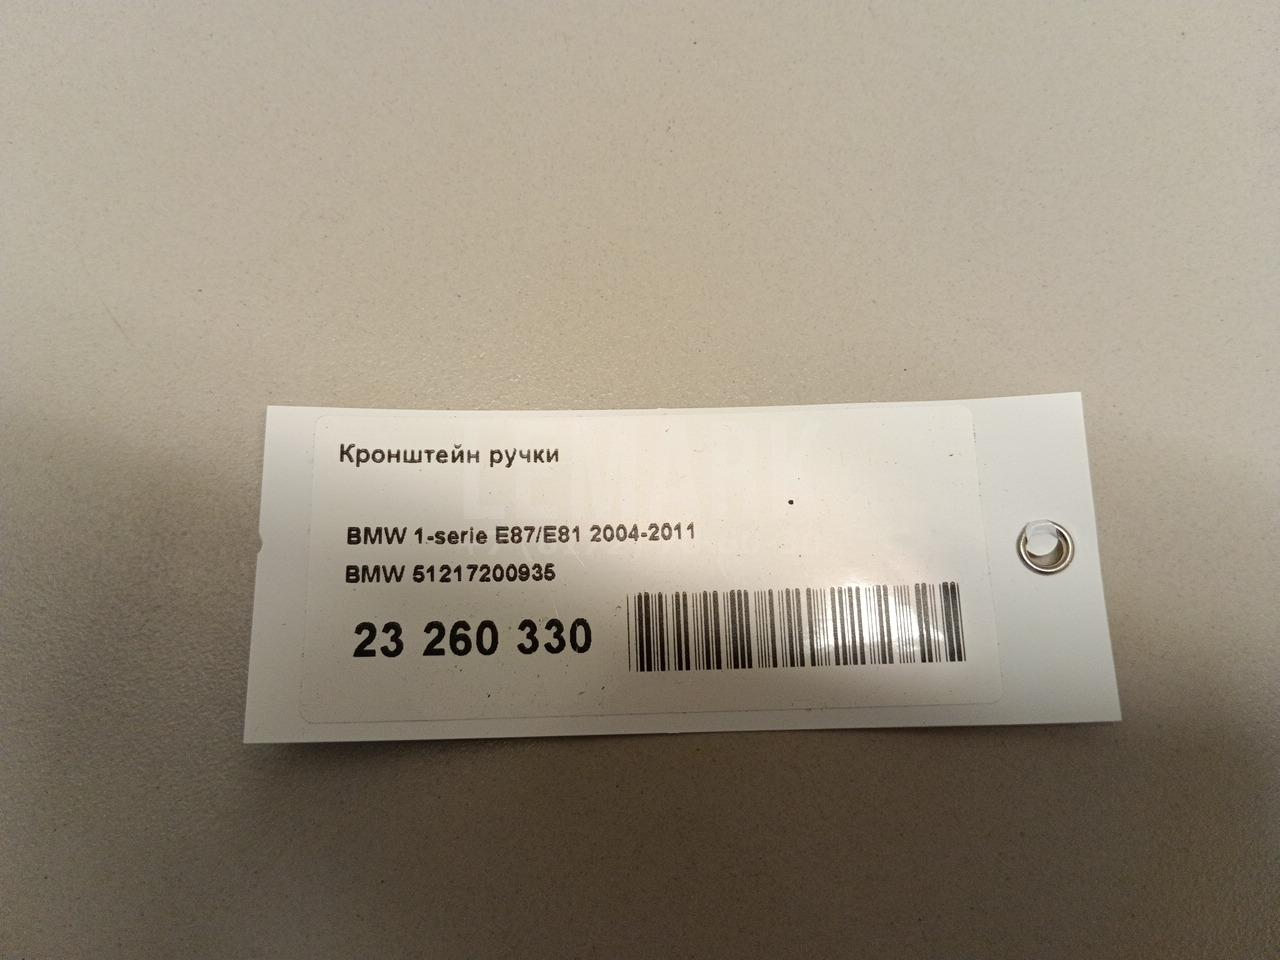 Кронштейн ручки
BMW 1-serie E87/E81 2004-2011
BMW 51217200935
23 260 330